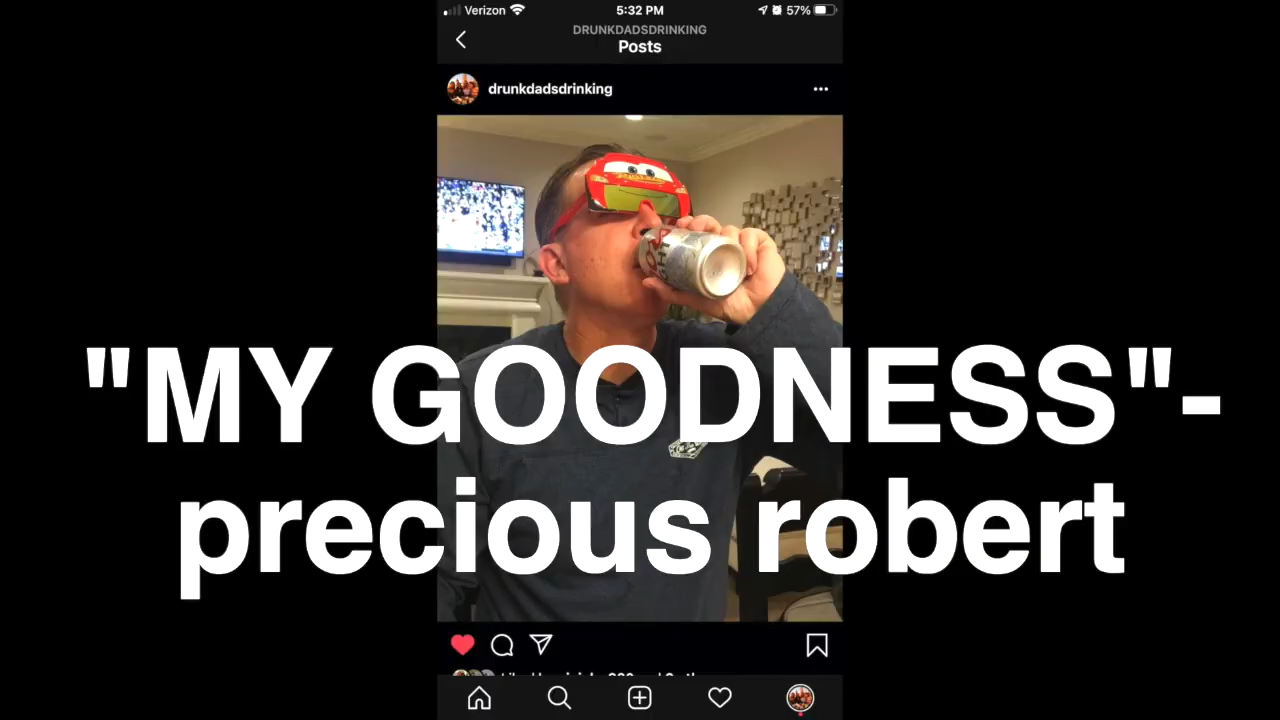 Verizon 5:32 PM 57%
DRUNKDADSDRINKING
Posts
drunkdadsdrinking
"MY GOODNESS"-
precious robert